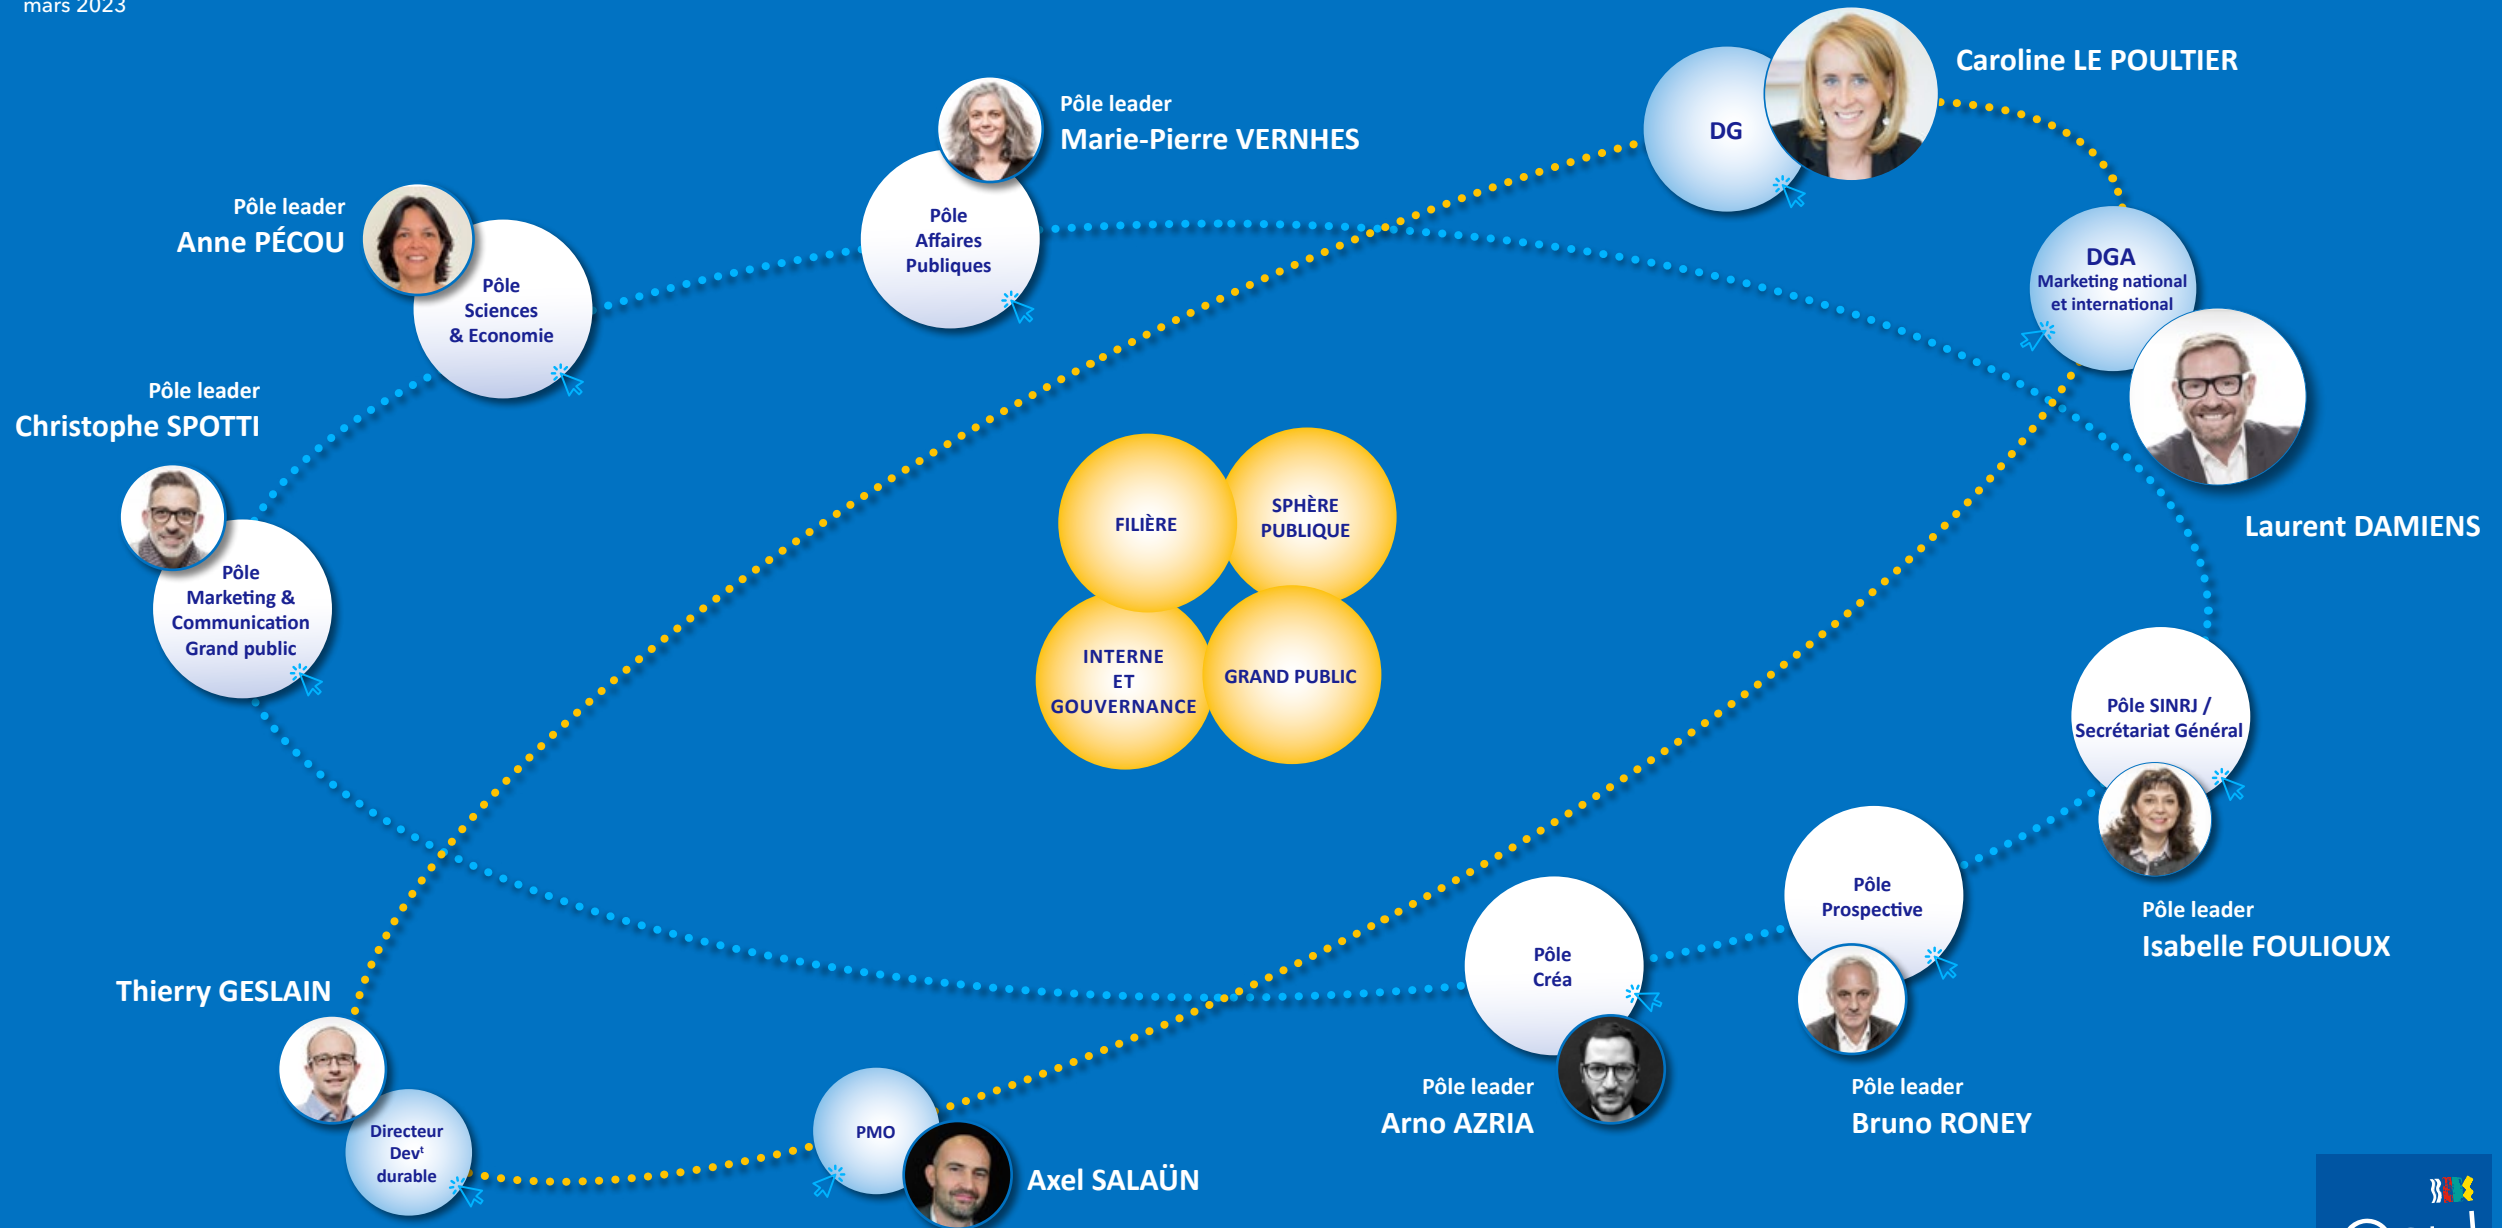 mars 2023
Caroline LE POULTIER
DG
Pôle leader
Marie-Pierre VERNHES
Pôle
Affaires
Publiques
Pôle leader
Anne PÉCOU
Pôle
Sciences
& Economie
DGA
Marketing national
et international
Laurent DAMIENS
Pôle leader
Christophe SPOTTI
Pôle
Marketing &
Communication
Grand public
FILIÈRE
SPHÈRE
PUBLIQUE
INTERNE
ET
GOUVERNANCE
GRAND PUBLIC
Pôle SINRJ /
Secrétariat Général
Pôle leader
Isabelle FOULIOUX
Pôle
Prospective
Pôle leader
Bruno RONEY
Pôle
Créa
Pôle leader
Arno AZRIA
Thierry GESLAIN
Directeur
Devᵗ
durable
PMO
Axel SALAÜN